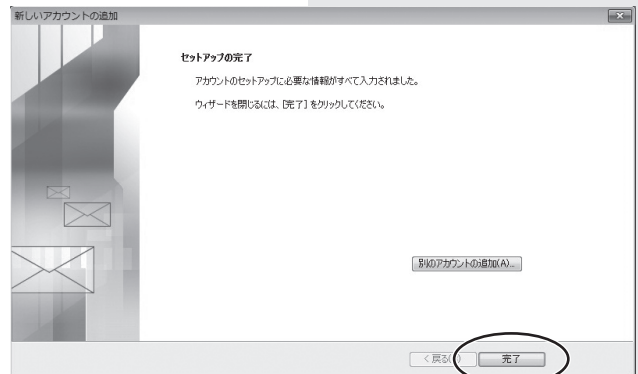 新しいアカウントの追加
セットアップの完了
アカウントのセットアップに必要な情報がすべて入力されました。
ウィザードを閉じるには、[完了] をクリックしてください。
別のアカウントの追加(A)...
< 戻る(
完了